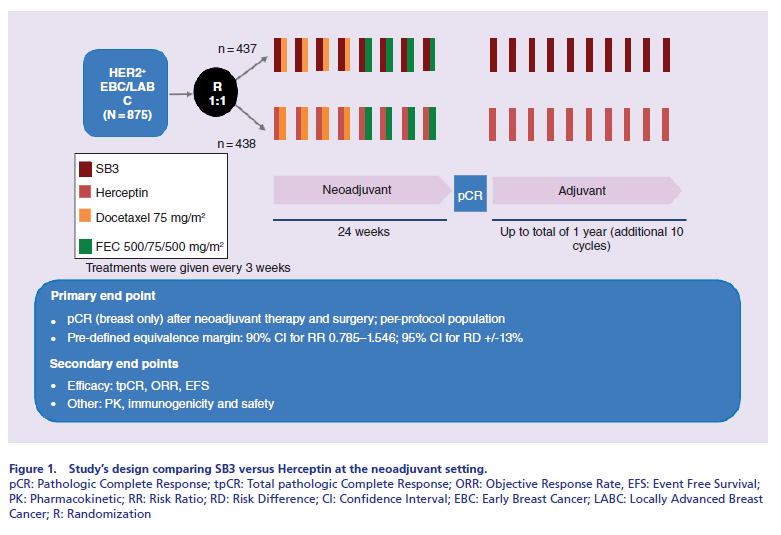 n=437
HER2+
EBC/LAB
C
(N=875)
R
1:1
n=438
SB3
Herceptin
Docetaxel 75 mg/m²
FEC 500/75/500 mg/m²
Treatments were given every 3 weeks
Neoadjuvant
pCR
Adjuvant
24 weeks
Up to total of 1 year (additional 10
cycles)
Primary end point
• pCR (breast only) after neoadjuvant therapy and surgery; per-protocol population
• Pre-defined equivalence margin: 90% CI for RR 0.785–1.546; 95% CI for RD +/-13%
Secondary end points
• Efficacy: tpCR, ORR, EFS
• Other: PK, immunogenicity and safety
Figure 1. Study's design comparing SB3 versus Herceptin at the neoadjuvant setting.
pCR: Pathologic Complete Response; tpCR: Total pathologic Complete Response; ORR: Objective Response Rate, EFS: Event Free Survival;
PK: Pharmacokinetic; RR: Risk Ratio; RD: Risk Difference; CI: Confidence Interval; EBC: Early Breast Cancer; LABC: Locally Advanced Breast
Cancer; R: Randomization